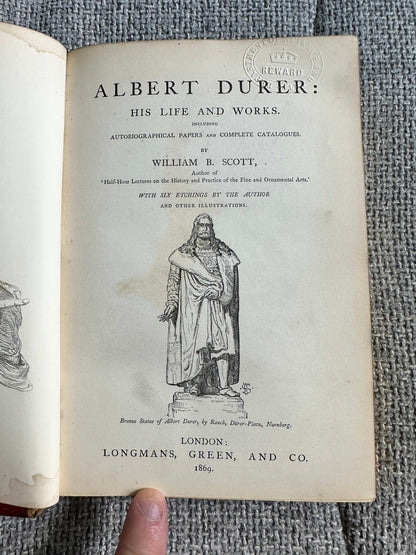 ALBERT DURER:
HIS LIFE AND WORKS.
INCLUDING
AUTOBIOGRAPHICAL PAPERS AND COMPLETE CATALOGUES.
BY
WILLIAM B. SCOTT,
Author of
'Half-Hour Lectures on the History and Practice of the Fine and Ornamental Arts.'
WITH SIX ETCHINGS BY THE AUTHOR
AND OTHER ILLUSTRATIONS.
REWARD
Bronze Statue of Albert Durer, by Rauch, Dürer-Platz, Nurnberg.
LONDON:
LONGMANS, GREEN, AND CO.
1869.